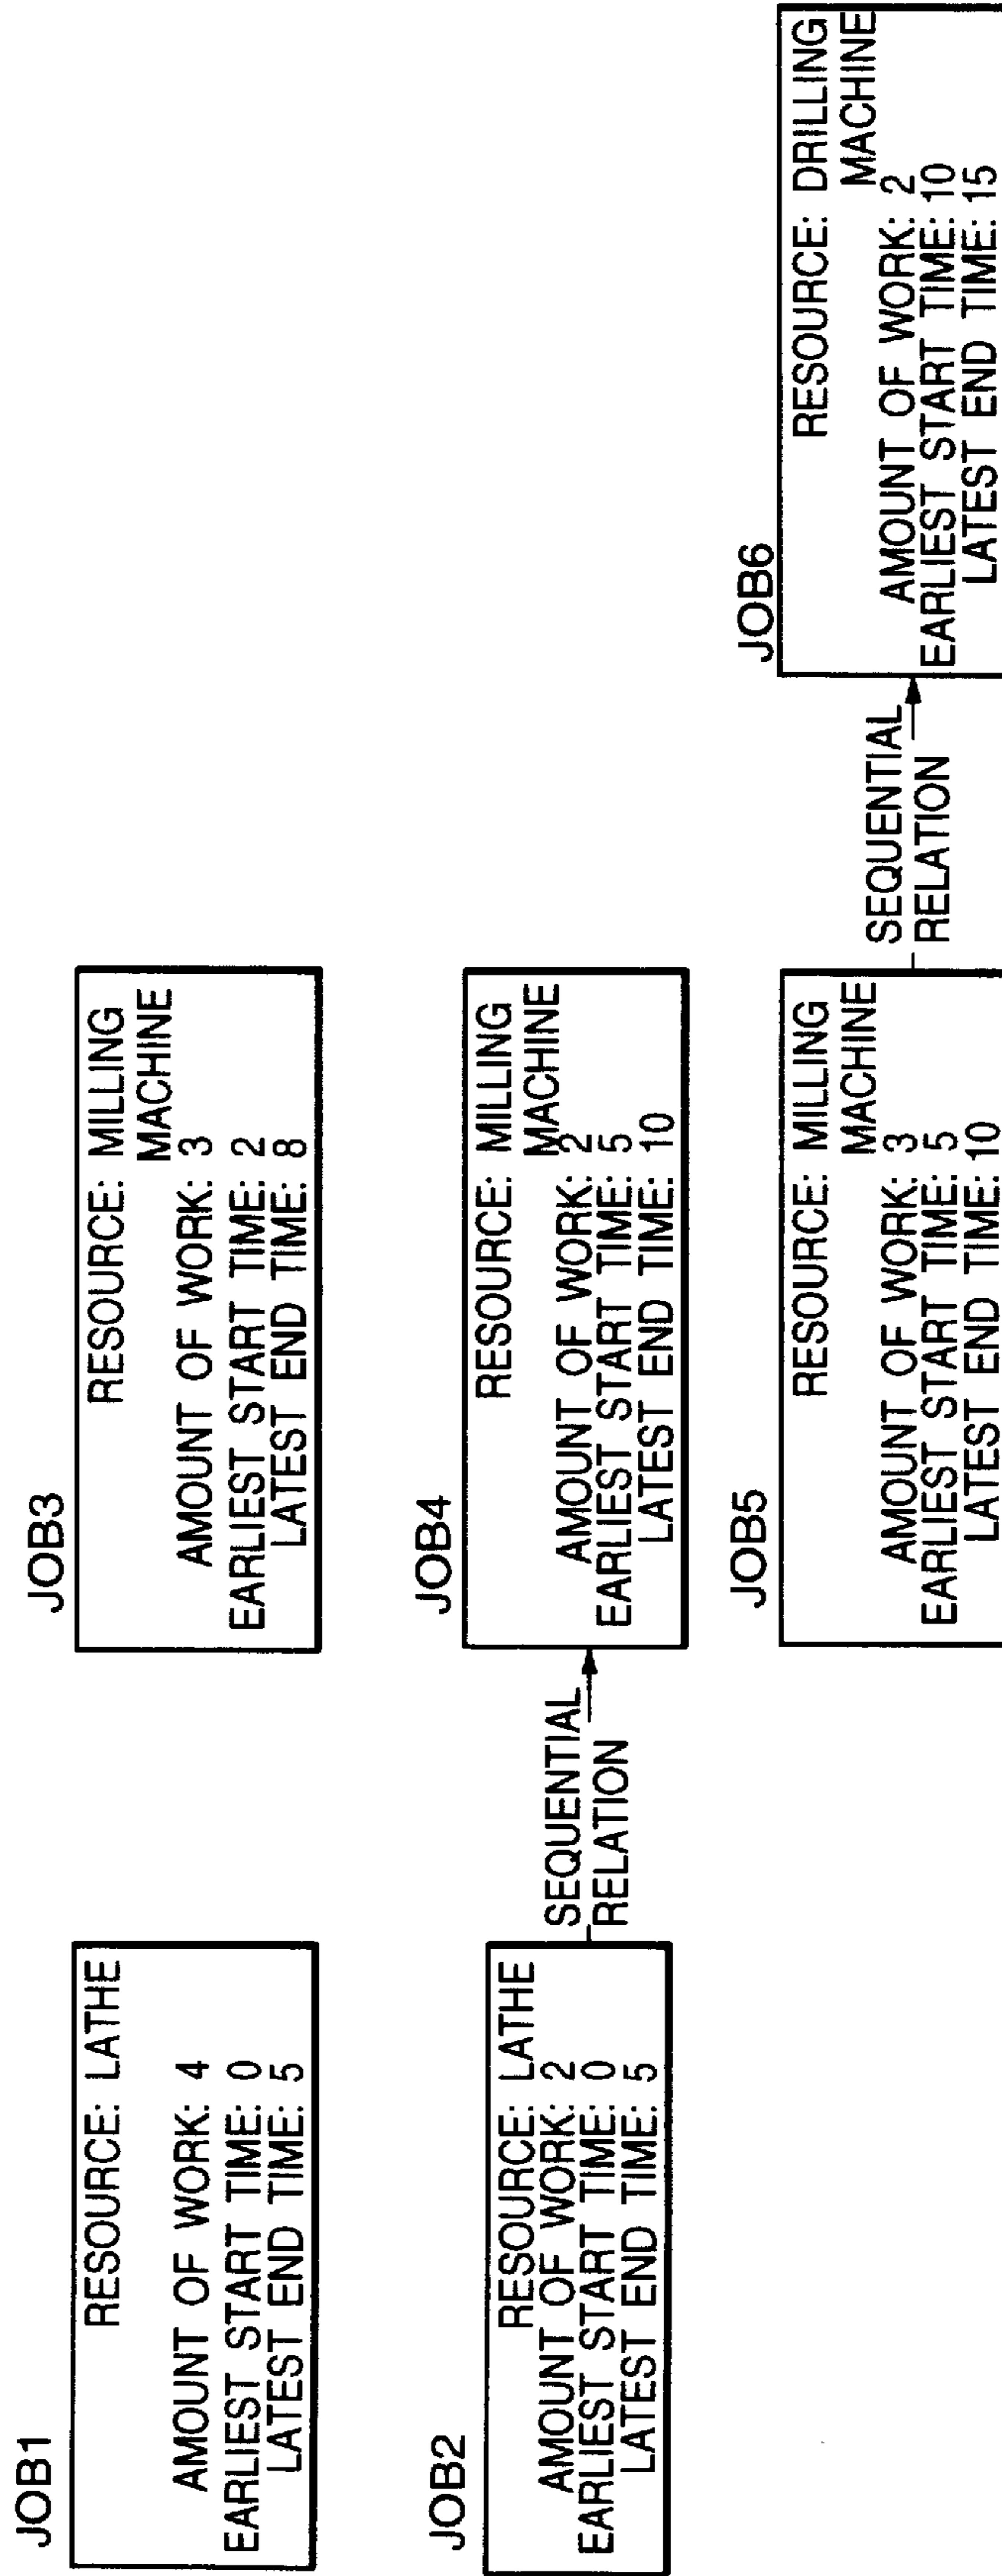 JOB1
RESOURCE: LATHE
AMOUNT OF WORK: 4
EARLIEST START TIME: 0
LATEST END TIME: 5
JOB2
RESOURCE: LATHE
AMOUNT OF WORK: 2
EARLIEST START TIME: 0
LATEST END TIME: 5
SEQUENTIAL
RELATION
JOB3
RESOURCE: MILLING
MACHINE
AMOUNT OF WORK: 3
EARLIEST START TIME: 2
LATEST END TIME: 8
JOB4
RESOURCE: MILLING
MACHINE
AMOUNT OF WORK: 2
EARLIEST START TIME: 5
LATEST END TIME: 10
JOB5
RESOURCE: MILLING
MACHINE
AMOUNT OF WORK: 3
EARLIEST START TIME: 5
LATEST END TIME: 10
SEQUENTIAL
RELATION
JOB6
RESOURCE: DRILLING
MACHINE
AMOUNT OF WORK: 2
EARLIEST START TIME: 10
LATEST END TIME: 15